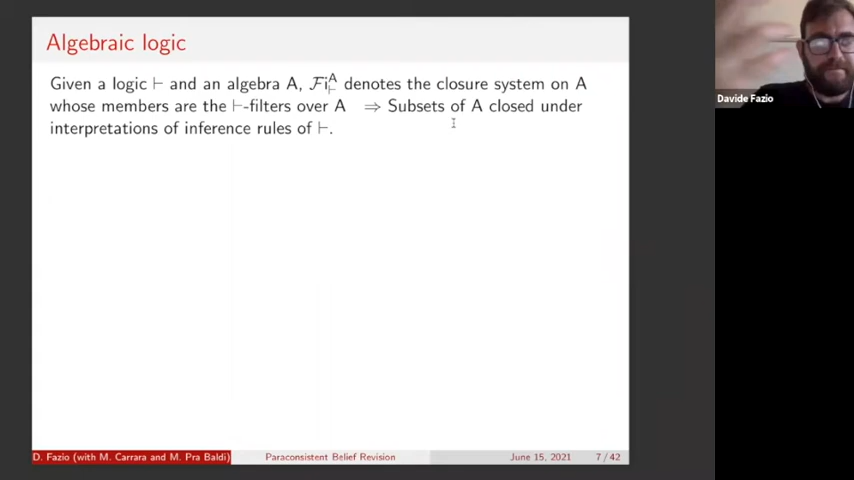 Algebraic logic
Given a logic ⊢ and an algebra A, ℱi⊢^A denotes the closure system on A
whose members are the ⊢-filters over A ⇒ Subsets of A closed under
interpretations of inference rules of ⊢.
D. Fazio (with M. Carrara and M. Pra Baldi) Paraconsistent Belief Revision June 15, 2021 7 / 42
Davide Fazio